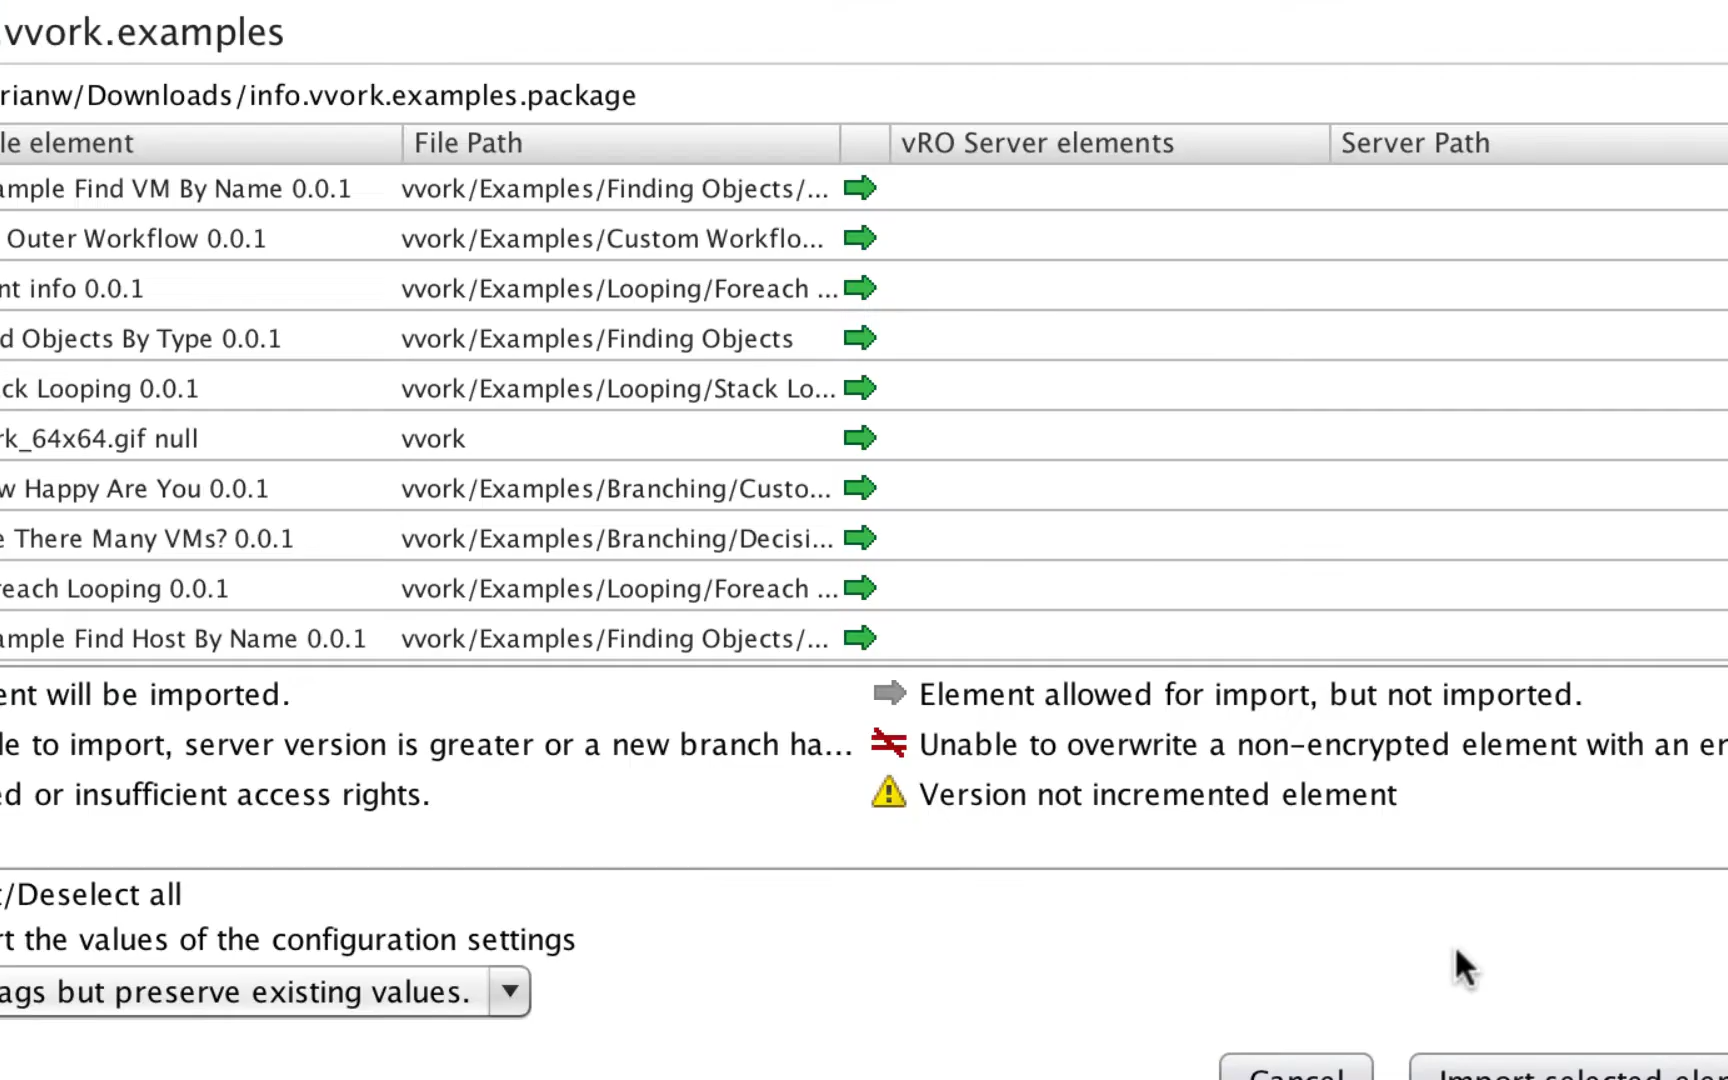 .vvork.examples
rianw/Downloads/info.vvork.examples.package
le element File Path vRO Server elements Server Path
ample Find VM By Name 0.0.1 vvork/Examples/Finding Objects/...
Outer Workflow 0.0.1 vvork/Examples/Custom Workflo...
nt info 0.0.1 vvork/Examples/Looping/Foreach ...
d Objects By Type 0.0.1 vvork/Examples/Finding Objects
ck Looping 0.0.1 vvork/Examples/Looping/Stack Lo...
rk_64x64.gif null vvork
w Happy Are You 0.0.1 vvork/Examples/Branching/Custo...
e There Many VMs? 0.0.1 vvork/Examples/Branching/Decisi...
reach Looping 0.0.1 vvork/Examples/Looping/Foreach ...
ample Find Host By Name 0.0.1 vvork/Examples/Finding Objects/...
ent will be imported. Element allowed for import, but not imported.
le to import, server version is greater or a new branch ha... Unable to overwrite a non-encrypted element with an er
ed or insufficient access rights. Version not incremented element
t/Deselect all
rt the values of the configuration settings
ags but preserve existing values.
Cancel Import selected elem